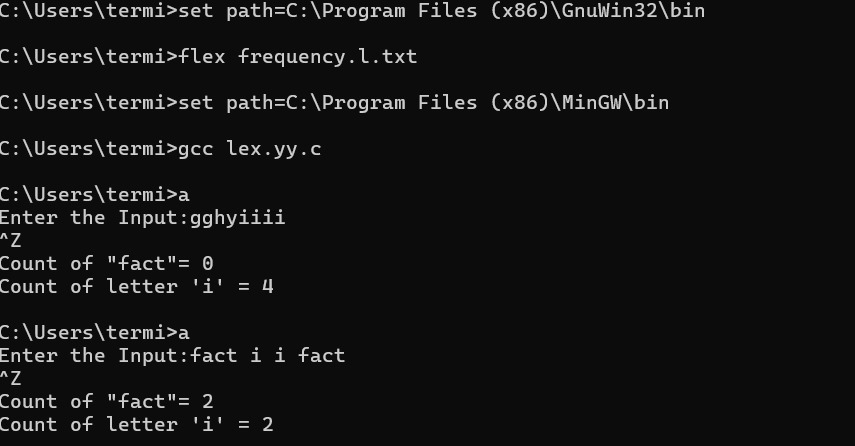 C:\Users\termi>set path=C:\Program Files (x86)\GnuWin32\bin
C:\Users\termi>flex frequency.l.txt
C:\Users\termi>set path=C:\Program Files (x86)\MinGW\bin
C:\Users\termi>gcc lex.yy.c
C:\Users\termi>a
Enter the Input:gghyiiii
^Z
Count of "fact"= 0
Count of letter 'i' = 4
C:\Users\termi>a
Enter the Input:fact i i fact
^Z
Count of "fact"= 2
Count of letter 'i' = 2